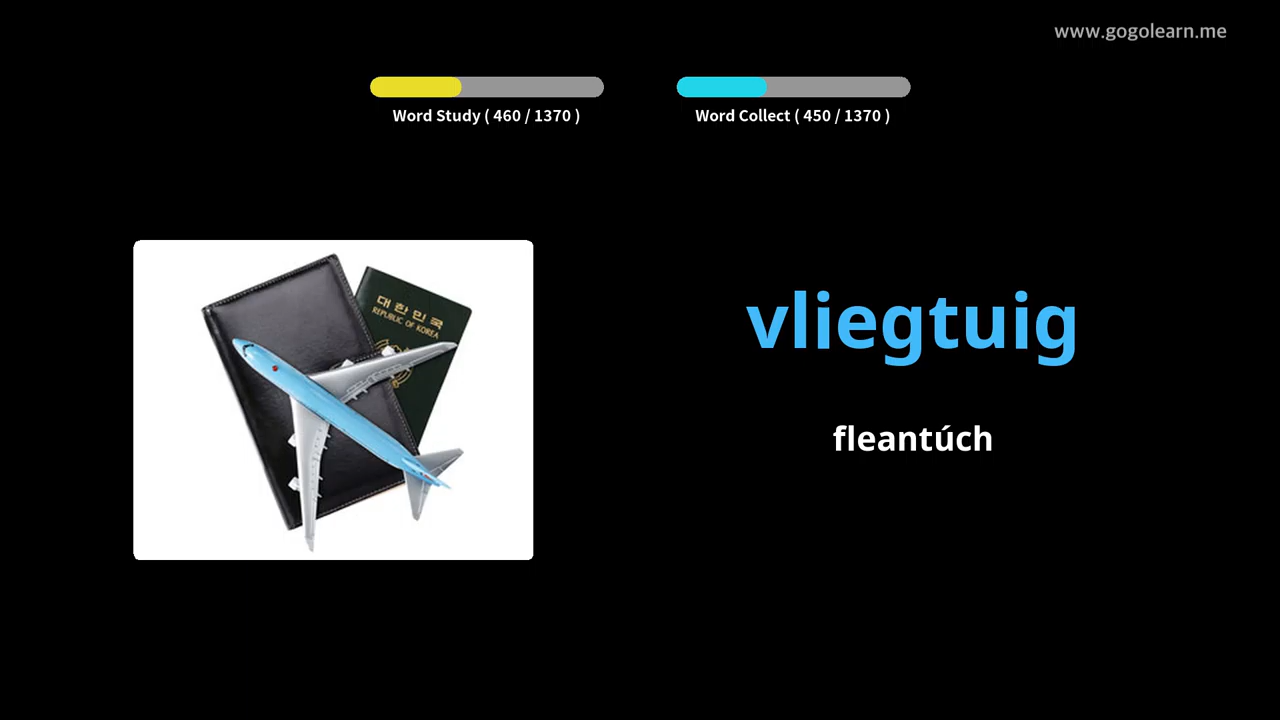 www.gogolearn.me
Word Study ( 460 / 1370 )
Word Collect ( 450 / 1370 )
대한민국
REPUBLIC OF KOREA
vliegtuig
fleantúch